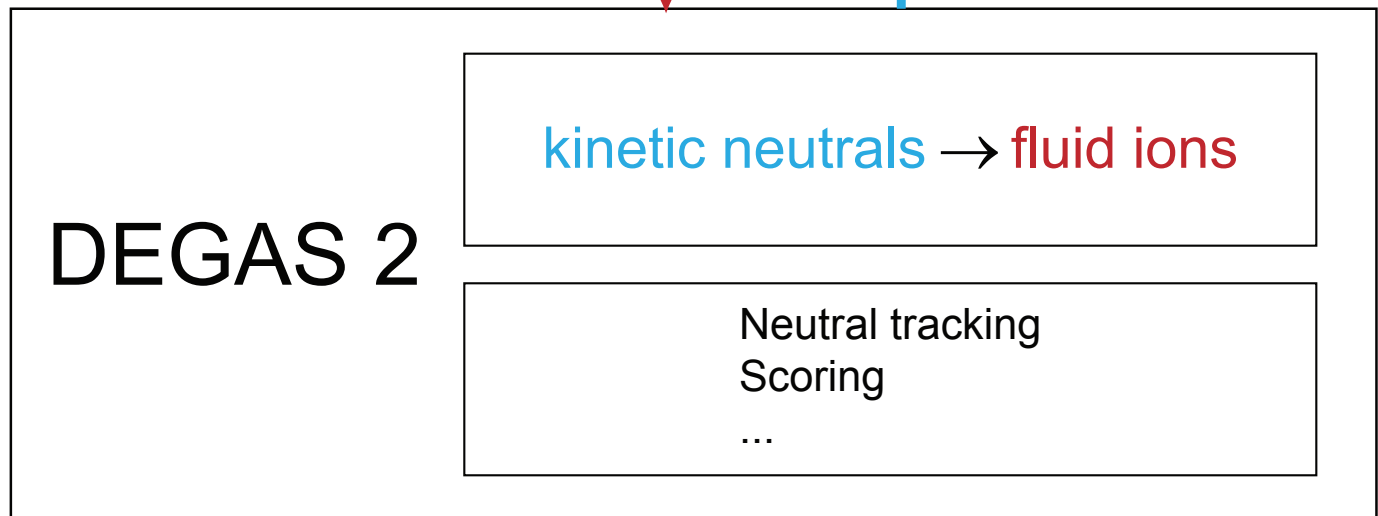 kinetic neutrals → fluid ions
DEGAS 2
Neutral tracking
Scoring
...